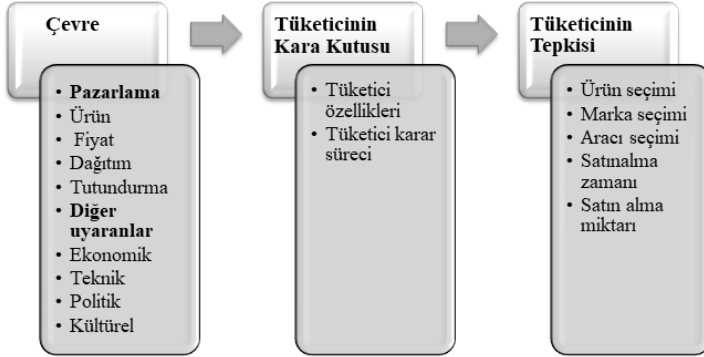 Çevre
• Pazarlama
• Ürün
• Fiyat
• Dağıtım
• Tutundurma
• Diğer
uyaranlar
• Ekonomik
• Teknik
• Politik
• Kültürel
Tüketicinin
Kara Kutusu
• Tüketici
özellikleri
• Tüketici karar
süreci
Tüketicinin
Tepkisi
• Ürün seçimi
• Marka seçimi
• Aracı seçimi
• Satınalma
zamanı
• Satın alma
miktarı